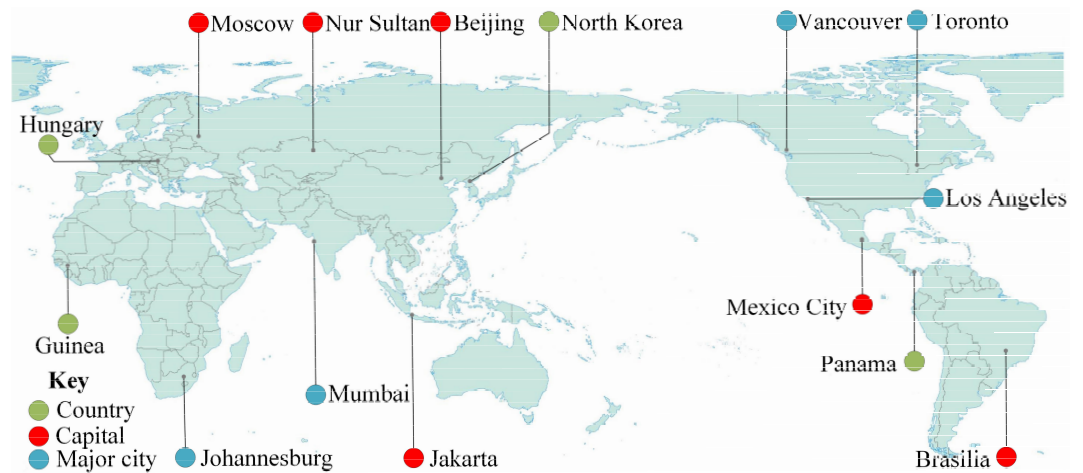 Moscow
Nur Sultan
Beijing
North Korea
Vancouver
Toronto
Hungary
Los Angeles
Mexico City
Guinea
Panama
Key
Mumbai
Country
Capital
Major city
Johannesburg
Jakarta
Brasilia